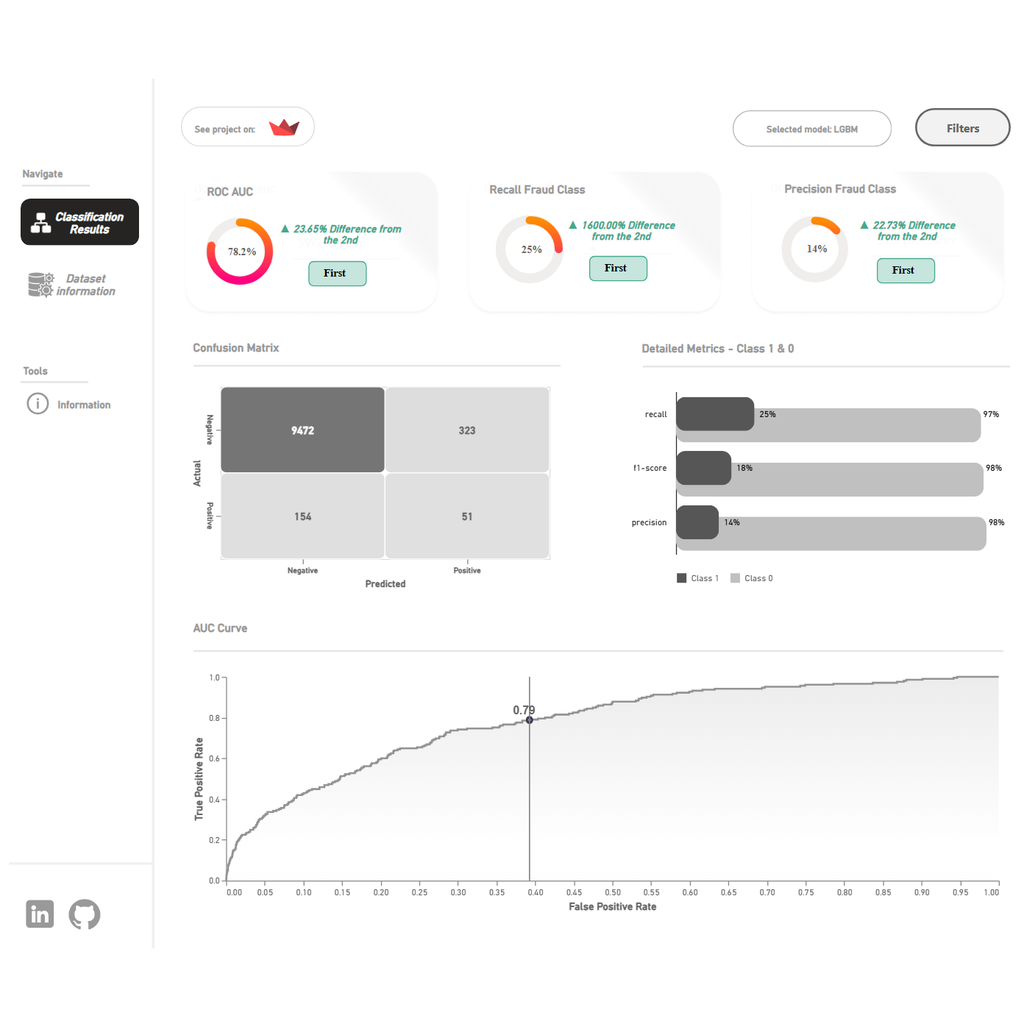 See project on:
Selected model: LGBM
Filters
Navigate
Classification
Results
Dataset
information
Tools
Information
ROC AUC
78.2%
▲ 23.65% Difference from
the 2nd
First
Recall Fraud Class
25%
▲ 1600.00% Difference
from the 2nd
First
Precision Fraud Class
14%
▲ 22.73% Difference
from the 2nd
First
Confusion Matrix
Actual
Negative
Positive
9472
323
154
51
Negative
Positive
Predicted
Detailed Metrics - Class 1 & 0
recall
25%
97%
f1-score
18%
98%
precision
14%
98%
Class 1
Class 0
AUC Curve
True Positive Rate
1.0
0.8
0.6
0.4
0.2
0.0
0.79
0.00 0.05 0.10 0.15 0.20 0.25 0.30 0.35 0.40 0.45 0.50 0.55 0.60 0.65 0.70 0.75 0.80 0.85 0.90 0.95 1.00
False Positive Rate
in